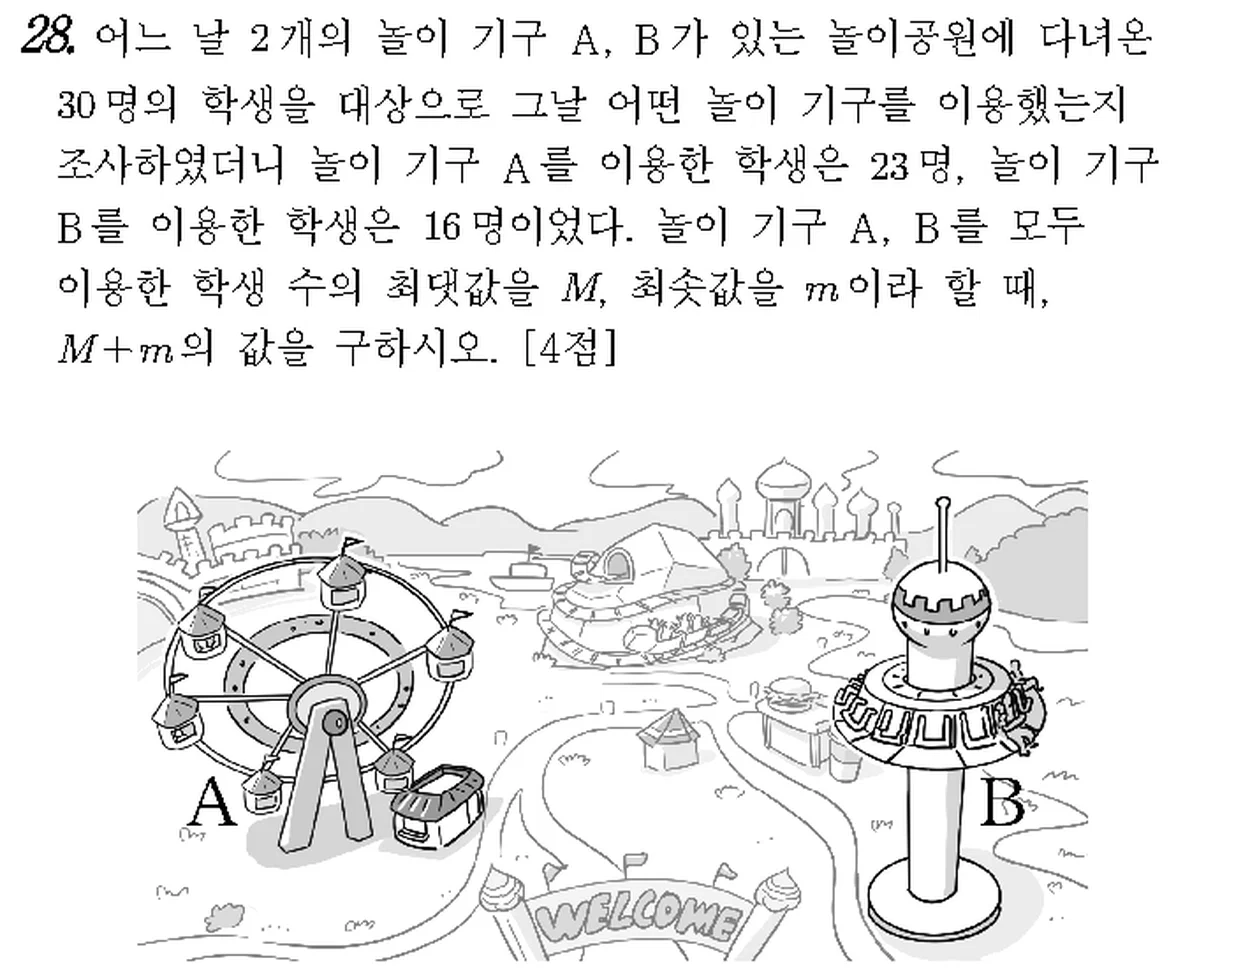 28. 어느 날 2개의 놀이 기구 A, B가 있는 놀이공원에 다녀온
30명의 학생을 대상으로 그날 어떤 놀이 기구를 이용했는지
조사하였더니 놀이 기구 A를 이용한 학생은 23명, 놀이 기구
B를 이용한 학생은 16명이었다. 놀이 기구 A, B를 모두
이용한 학생 수의 최댓값을 M, 최솟값을 m이라 할 때,
M+m의 값을 구하시오. [4점]
A
B
WELCOME